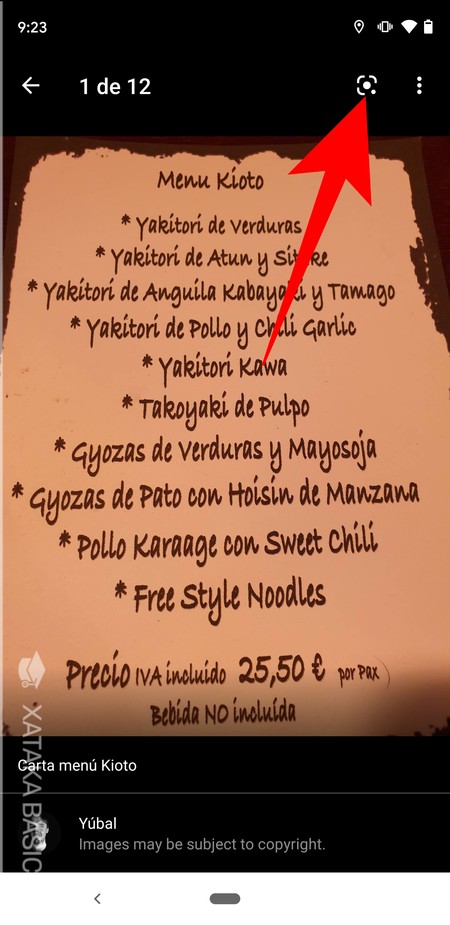 9:23
1 de 12
Menu Kioto
* Yakitori de Verduras
* Yakitori de Atun y
* Yakitori de Anguila Kabayaki y Tamago
* Yakitori de Pollo y Chili Garlic
* Yakitori Kawa
* Takoyaki de Pulpo
* Gyozas de Verduras y Mayosoja
* Gyozas de Pato con Hoisin de Manzana
* Pollo Karaage con Sweet Chili
* Free Style Noodles
Precio IVA incluido 25,50 € por Pax
Bebida NO incluida
Carta menú Kioto
XATAKA BASICS
Yúbal
Images may be subject to copyright.